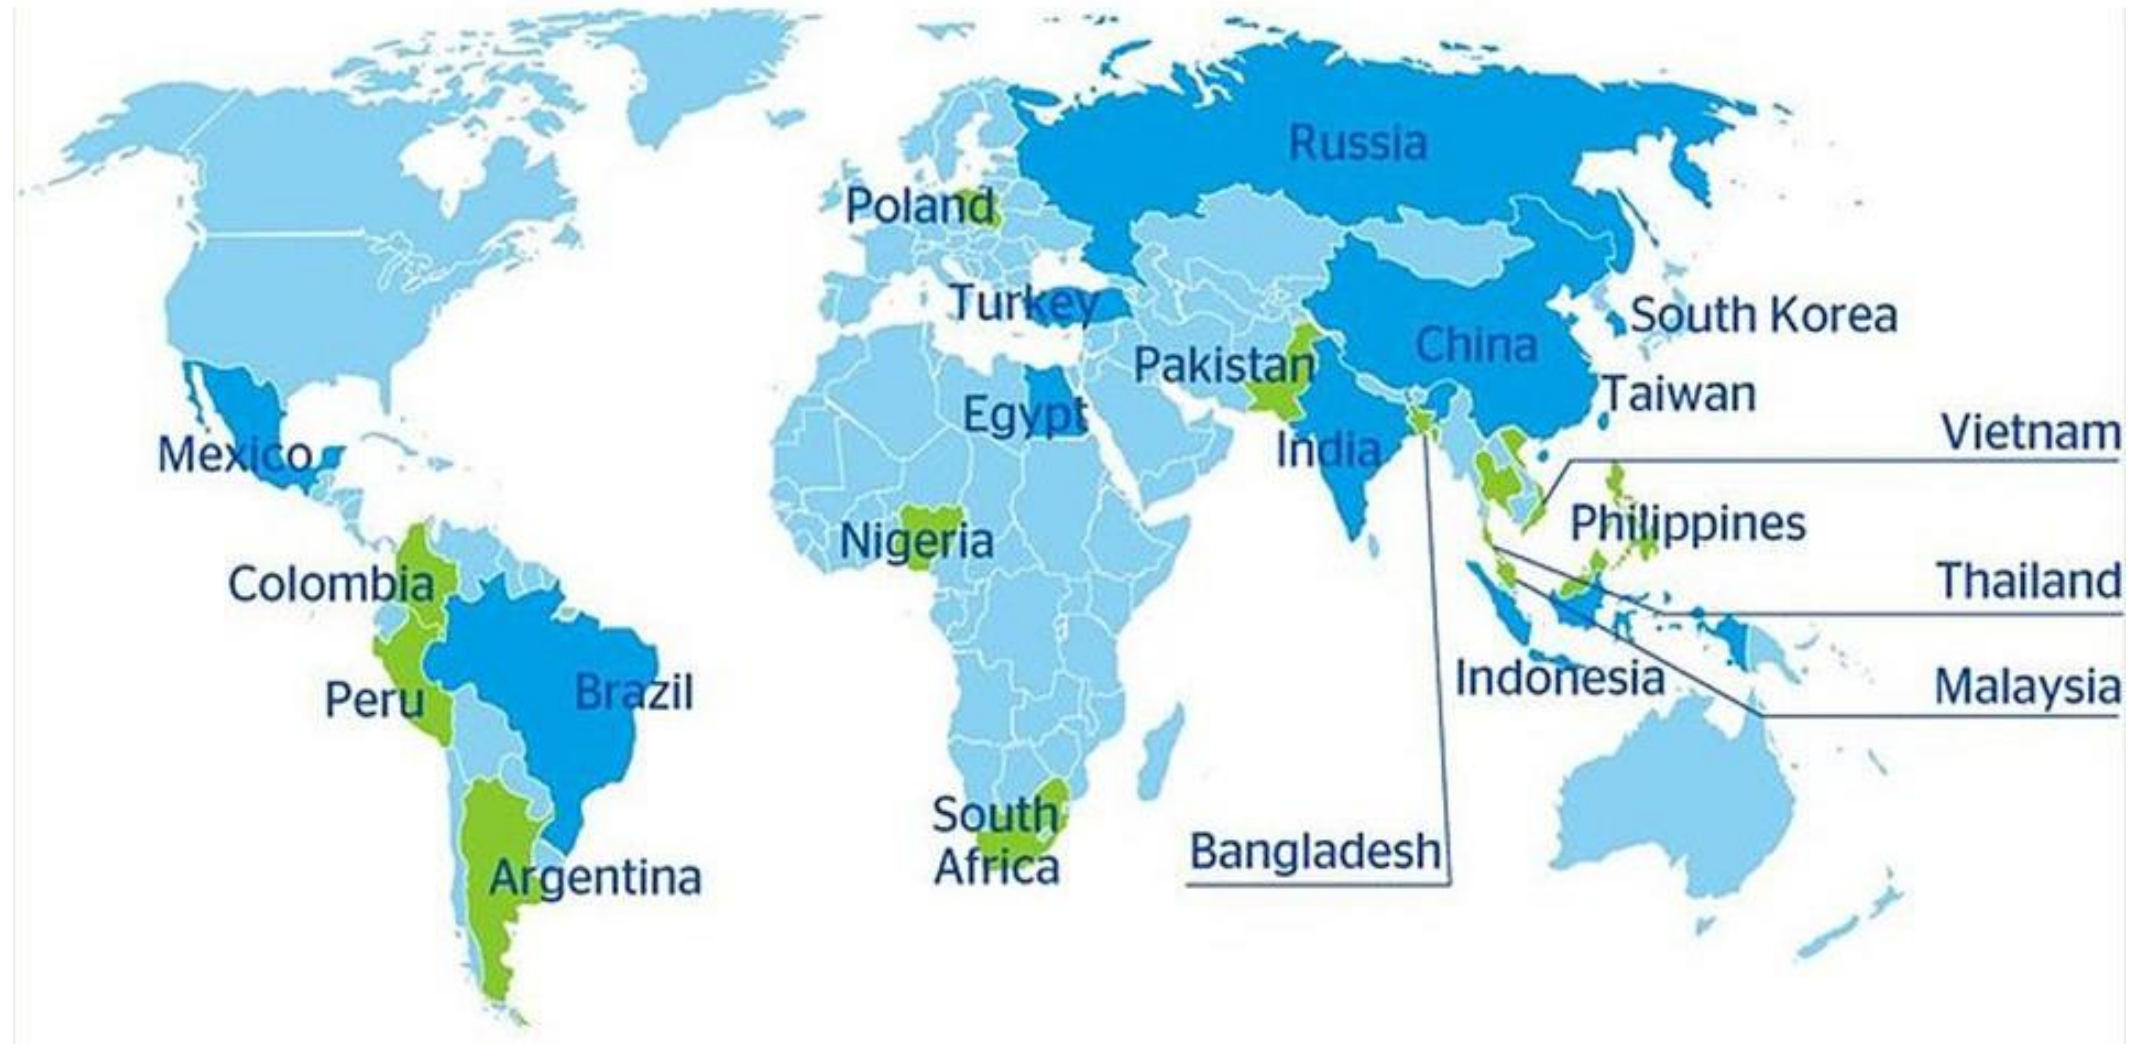 Russia
Poland
Turkey
South Korea
China
Pakistan
Taiwan
Egypt
Vietnam
India
Mexico
Philippines
Nigeria
Colombia
Thailand
Indonesia
Malaysia
Brazil
Peru
South
Africa
Bangladesh
Argentina